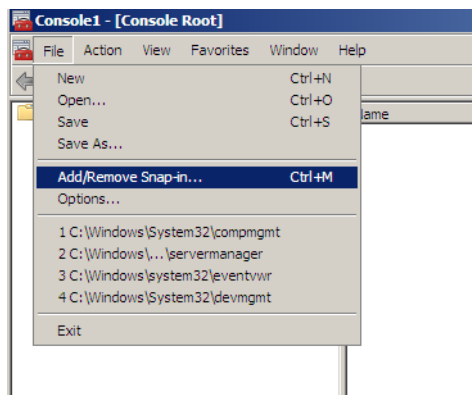 Console1 - [Console Root]
File Action View Favorites Window Help
New Ctrl+N
Open... Ctrl+O
Save Ctrl+S
Save As...
Add/Remove Snap-in... Ctrl+M
Options...
1 C:\Windows\System32\compmgmt
2 C:\Windows\...\servermanager
3 C:\Windows\system32\eventvwr
4 C:\Windows\System32\devmgmt
Exit